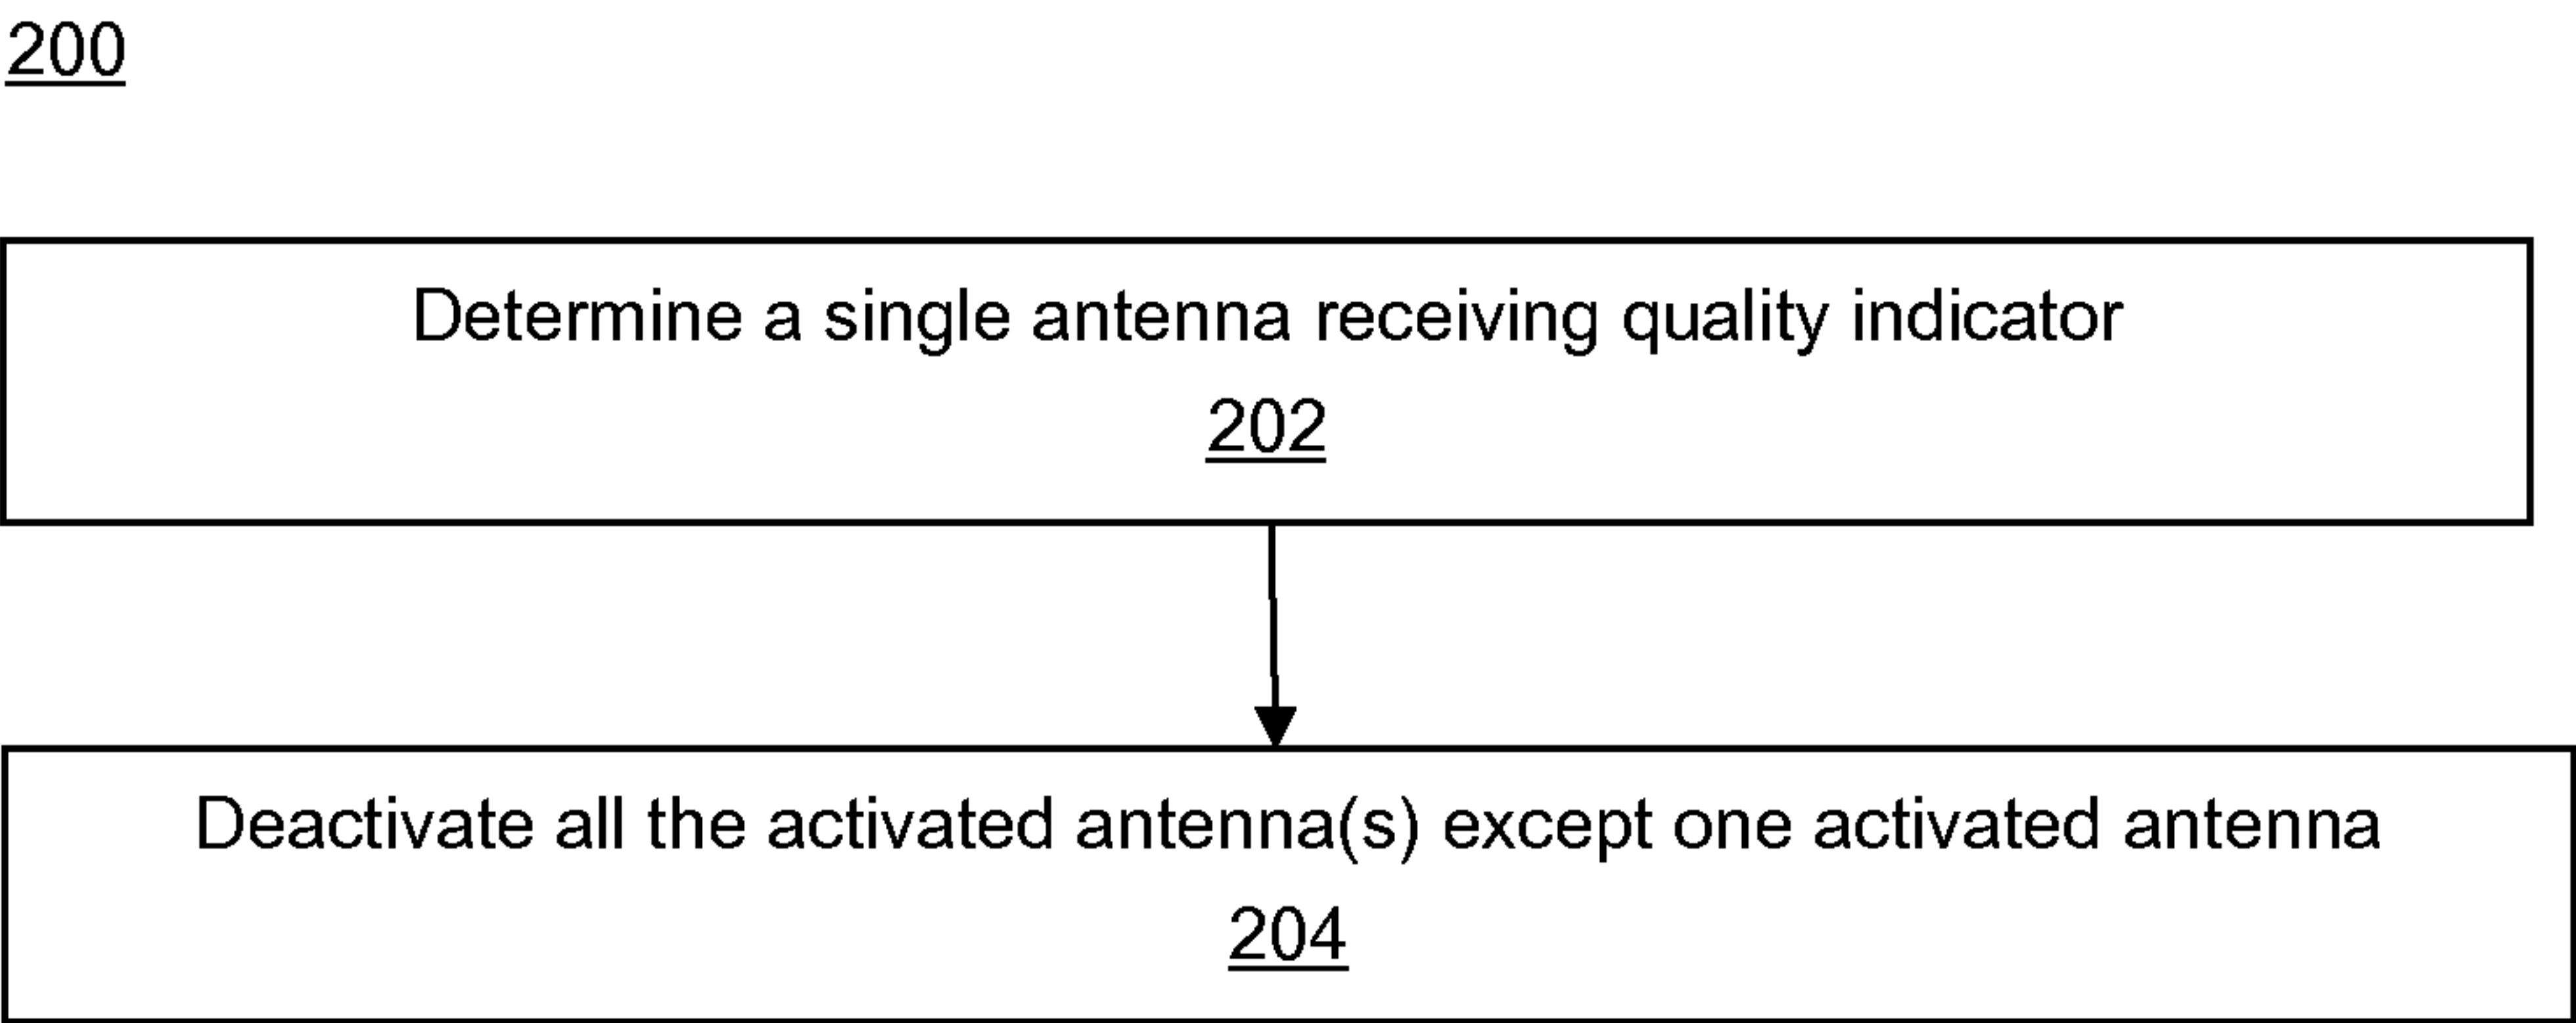 200
Determine a single antenna receiving quality indicator
202
Deactivate all the activated antenna(s) except one activated antenna
204